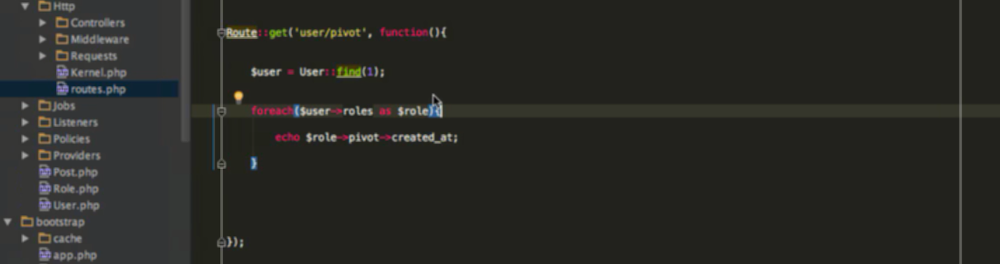 Http
Controllers
Middleware
Requests
Kernel.php
routes.php
Jobs
Listeners
Policies
Providers
Post.php
Role.php
User.php
bootstrap
cache
app.php
Route::get('user/pivot', function(){
$user = User::find(1);
foreach($user->roles as $role){
echo $role->pivot->created_at;
}
});